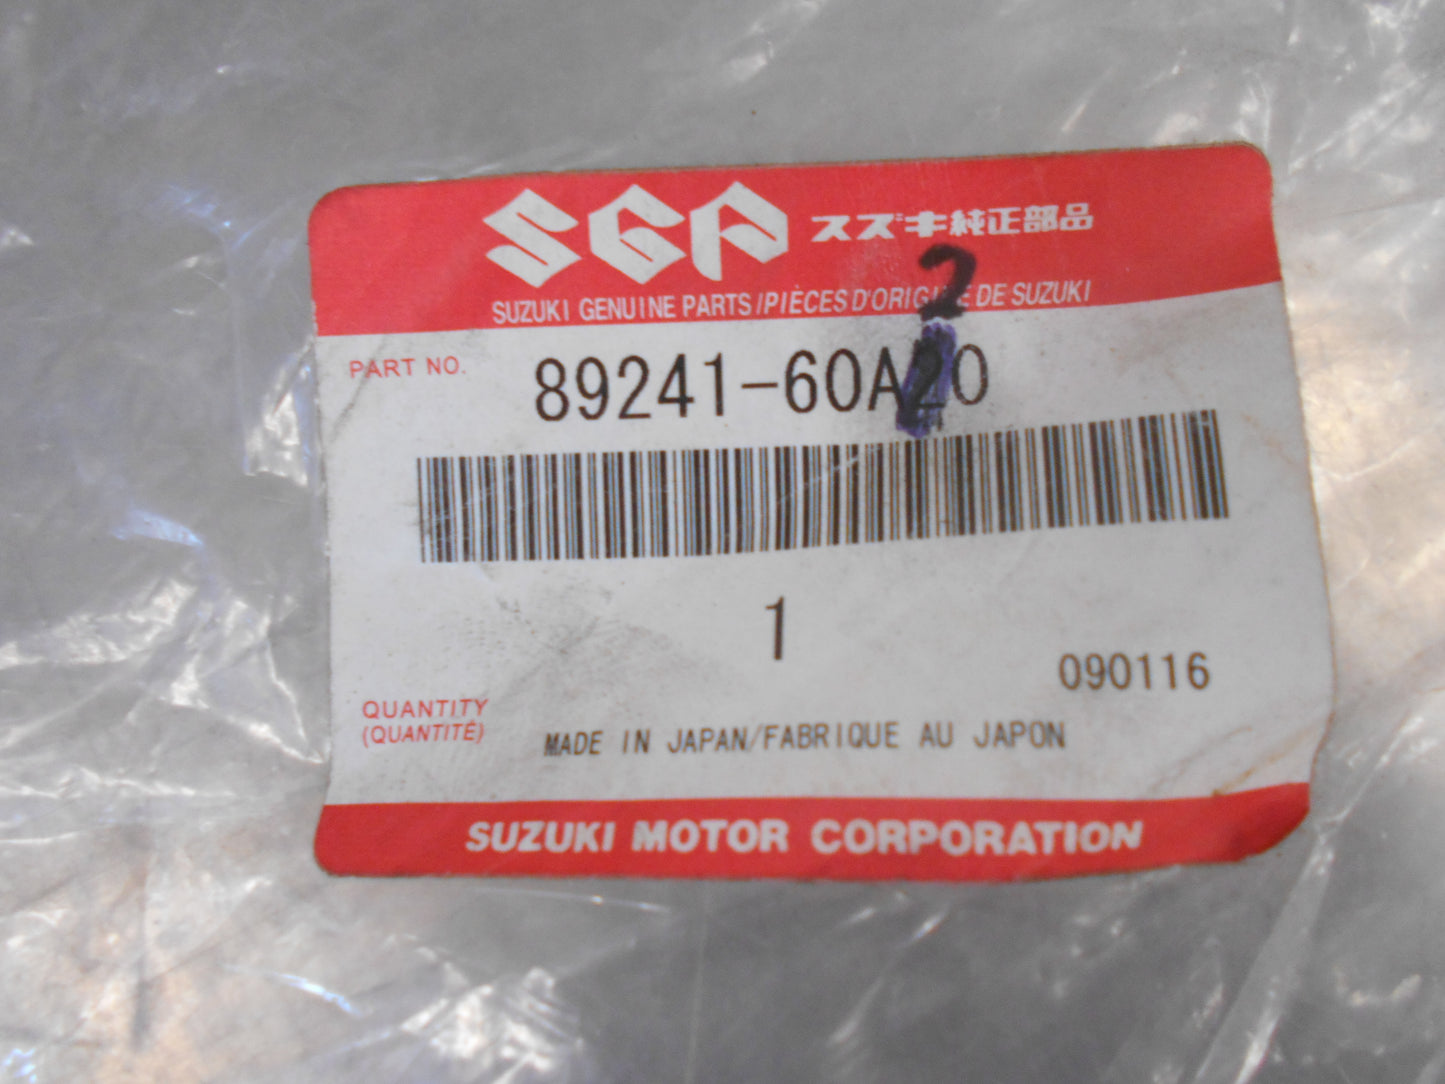 SGP スズキ純正部品
SUZUKI GENUINE PARTS/PIÈCES D'ORIGINE DE SUZUKI
2
PART NO. 89241-60A20
1
090116
QUANTITY
(QUANTITÉ)
MADE IN JAPAN/FABRIQUE AU JAPON
SUZUKI MOTOR CORPORATION